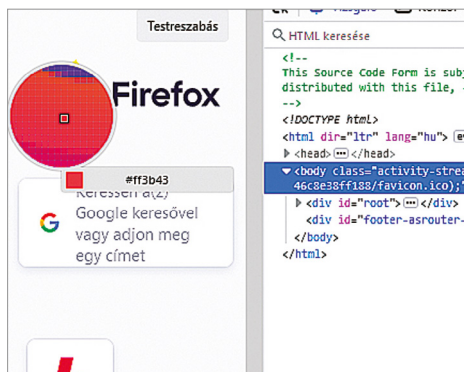 Testreszabás
Firefox
#ff3b43
Keressen a(z)
Google keresővel
vagy adjon meg
egy címet
HTML keresése
<!--
This Source Code Form is sub
distributed with this file,
-->
<!DOCTYPE html>
<html dir="ltr" lang="hu">
<head> ••• </head>
<body class="activity-strea
46c8e38ff188/favicon.ico);"
<div id="root"> ••• </div>
<div id="footer-asrouter-
</body>
</html>